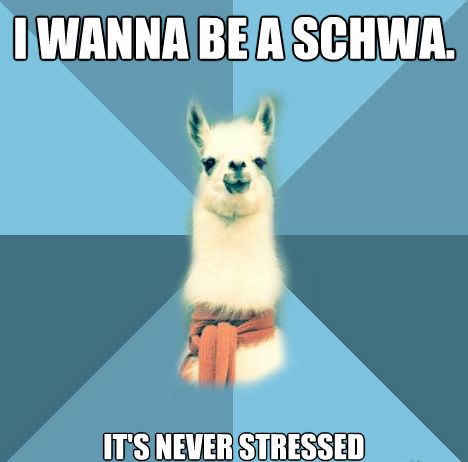 I WANNA BE A SCHWA.
IT'S NEVER STRESSED